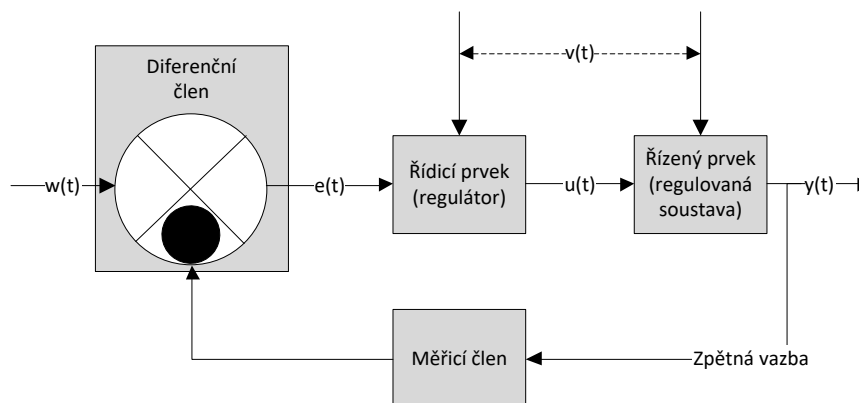 Diferenční
člen
v(t)
w(t)
e(t)
Řídicí prvek
(regulátor)
u(t)
Řízený prvek
(regulovaná
soustava)
y(t)
Měřicí člen
Zpětná vazba